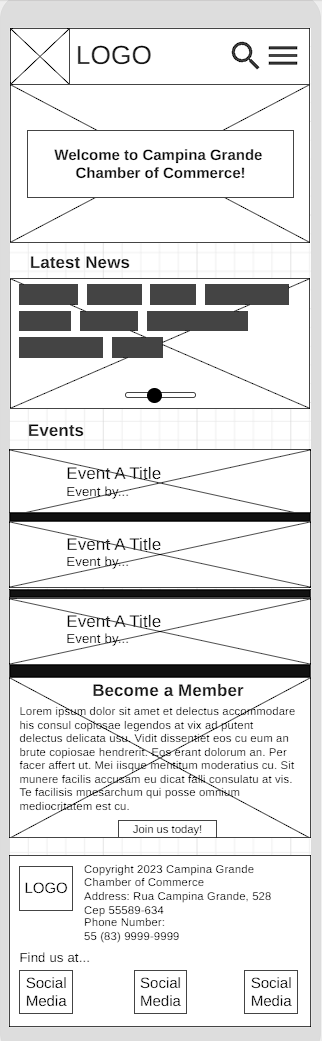 LOGO
Welcome to Campina Grande
Chamber of Commerce!
Latest News
Events
Event A Title
Event by...
Event A Title
Event by...
Event A Title
Event by...
Become a Member
Lorem ipsum dolor sit amet et delectus accommodare
his consul copiosae legendos at vix ad putent
delectus delicata usu. Vidit dissentiet eos cu eum an
brute copiosae hendrerit. Eos erant dolorum an. Per
facer affert ut. Mei iisque mentitum moderatius cu. Sit
munere facilis accusam eu dicat falli consulatu at vis.
Te facilisis mnesarchum qui posse omnium
mediocritatem est cu.
Join us today!
LOGO
Copyright 2023 Campina Grande
Chamber of Commerce
Address: Rua Campina Grande, 528
Cep 55589-634
Phone Number:
55 (83) 9999-9999
Find us at...
Social
Media
Social
Media
Social
Media